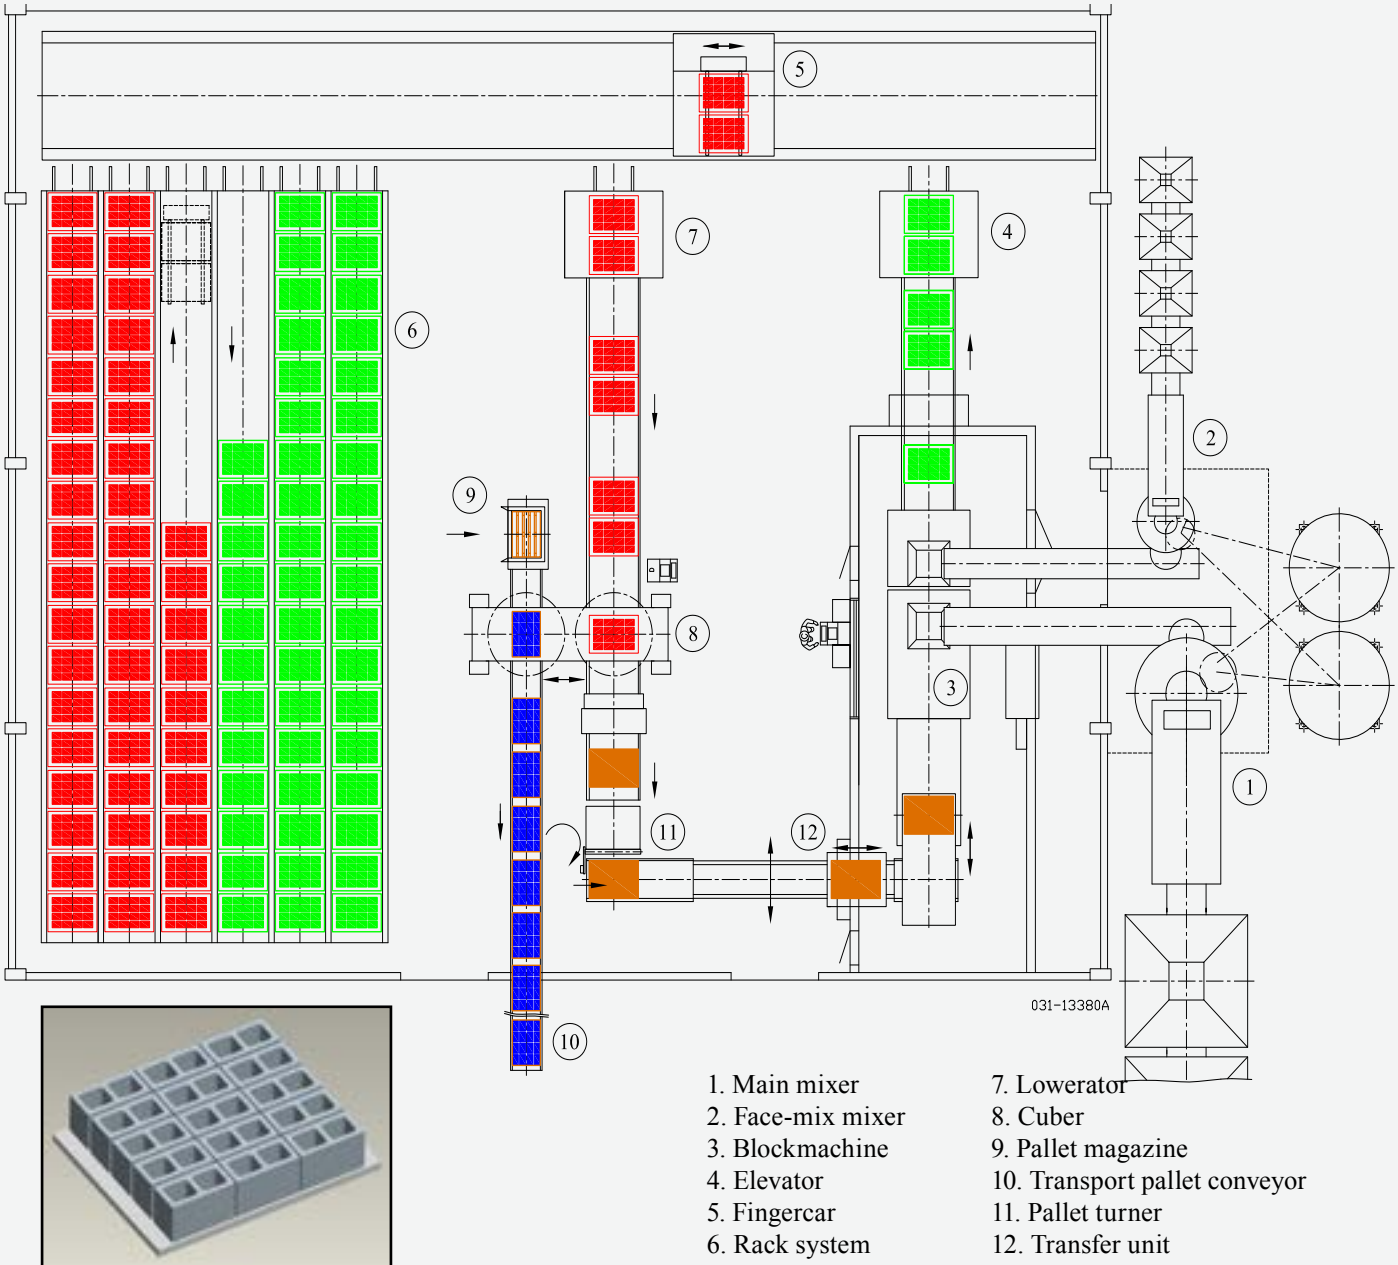 5
7
4
6
2
9
8
3
1
11
12
10
031-13380A
1. Main mixer
2. Face-mix mixer
3. Blockmachine
4. Elevator
5. Fingercar
6. Rack system
7. Lowerator
8. Cuber
9. Pallet magazine
10. Transport pallet conveyor
11. Pallet turner
12. Transfer unit